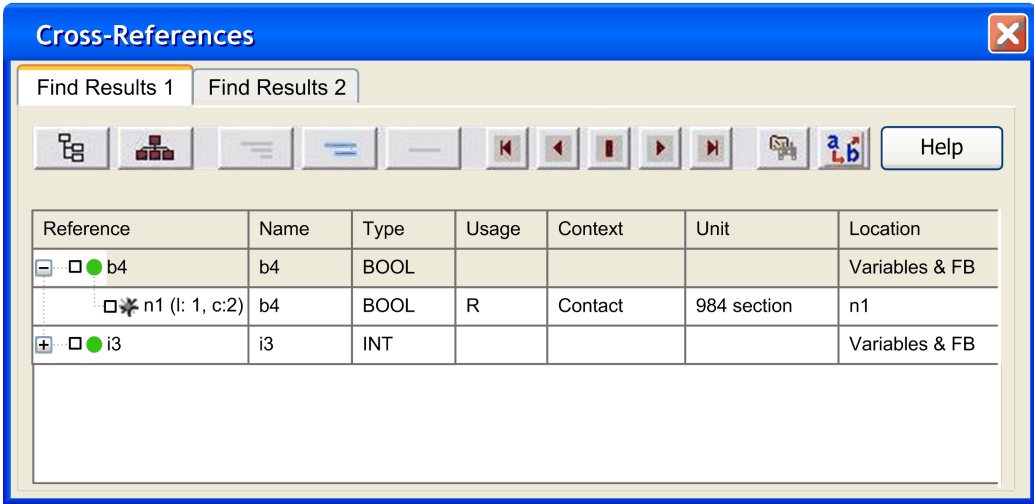 Cross-References
Find Results 1 Find Results 2
a b Help
Reference Name Type Usage Context Unit Location
b4 b4 BOOL Variables & FB
n1 (l: 1, c:2) b4 BOOL R Contact 984 section n1
i3 i3 INT Variables & FB